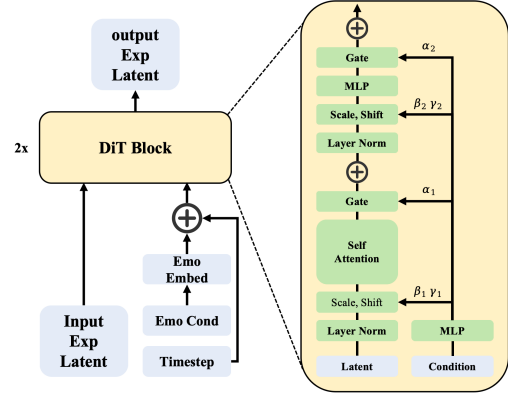 output
Exp
Latent
2x
DiT Block
Emo
Embed
Emo Cond
Timestep
Input
Exp
Latent
α₂
Gate
MLP
β₂ γ₂
Scale, Shift
Layer Norm
α₁
Gate
Self
Attention
β₁ γ₁
Scale, Shift
Layer Norm
MLP
Latent
Condition